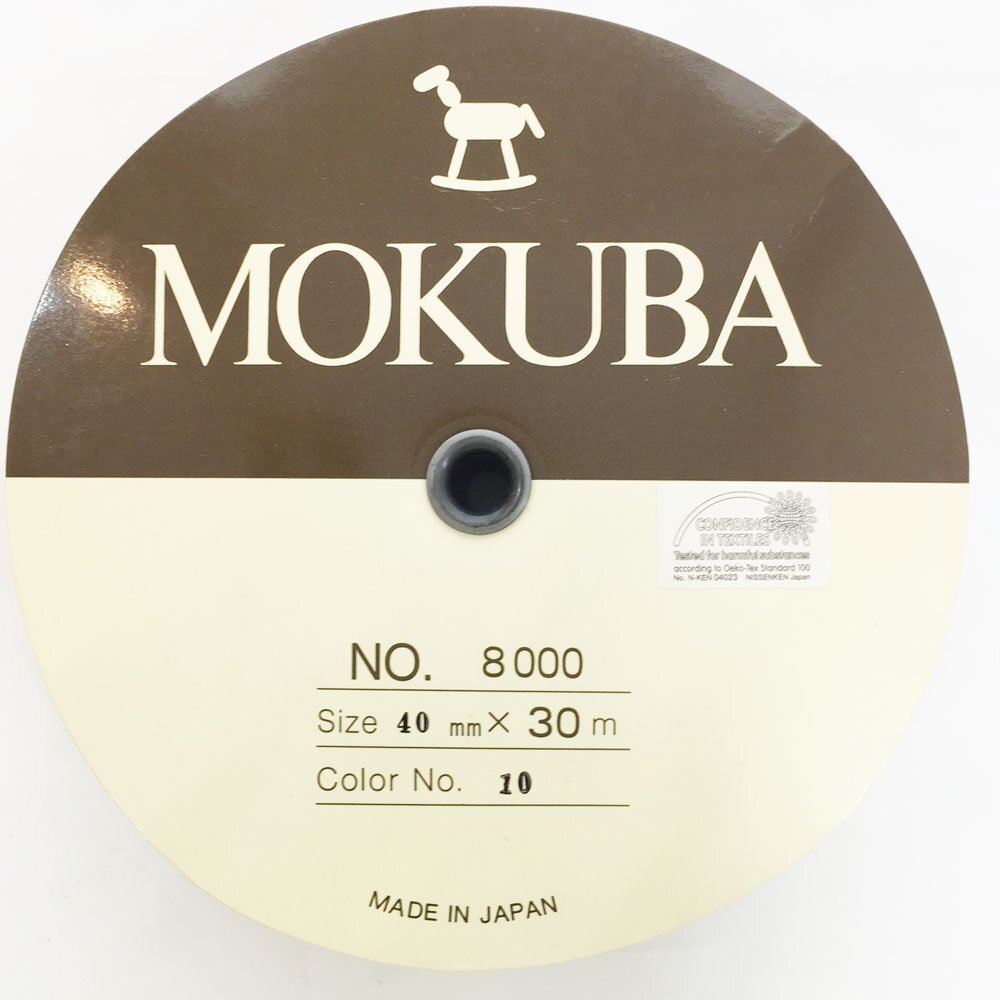 MOKUBA
CONFIDENCE
IN TEXTILES
Tested for harmful substances
according to Oeko-Tex Standard 100
No. N-KEN 04023 NISSENKEN Japan
NO. 8000
Size 40 mm × 30 m
Color No. 10
MADE IN JAPAN